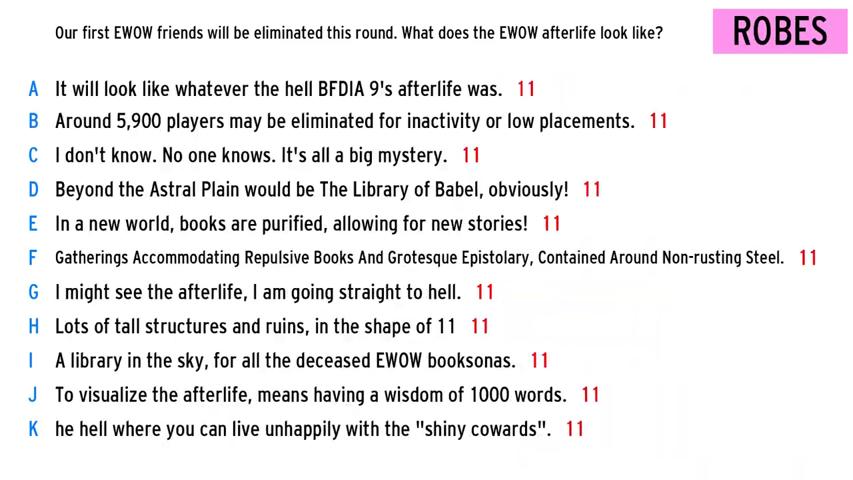 Our first EWOW friends will be eliminated this round. What does the EWOW afterlife look like?
ROBES
A It will look like whatever the hell BFDIA 9's afterlife was. 11
B Around 5,900 players may be eliminated for inactivity or low placements. 11
C I don't know. No one knows. It's all a big mystery. 11
D Beyond the Astral Plain would be The Library of Babel, obviously! 11
E In a new world, books are purified, allowing for new stories! 11
F Gatherings Accommodating Repulsive Books And Grotesque Epistolary, Contained Around Non-rusting Steel. 11
G I might see the afterlife, I am going straight to hell. 11
H Lots of tall structures and ruins, in the shape of 11 11
I A library in the sky, for all the deceased EWOW booksonas. 11
J To visualize the afterlife, means having a wisdom of 1000 words. 11
K he hell where you can live unhappily with the "shiny cowards". 11